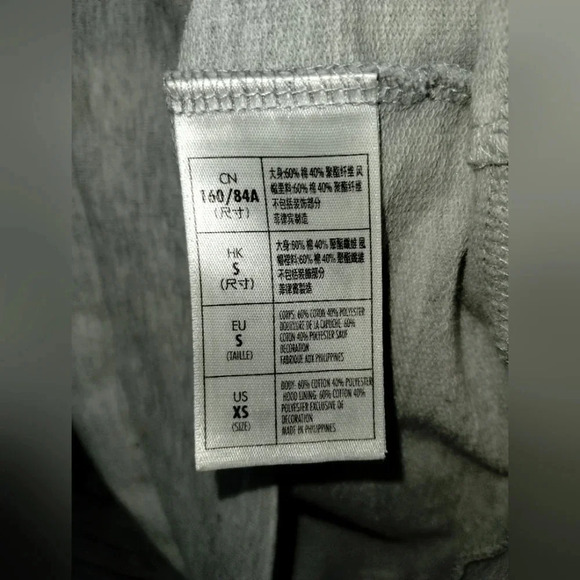 CN
160/84A
(尺寸)
大身:60% 棉 40% 聚酯纤维 风
帽里料:60% 棉 40% 聚酯纤维
不包括装饰部分
菲律宾制造
HK
S
(尺寸)
大身:60% 棉 40% 聚酯纖維 風
帽裡料:60% 棉 40% 聚酯纖維
不包括裝飾部分
菲律賓製造
EU
S
(TAILLE)
CORPS: 60% COTON 40% POLYESTER
DOUBLURE DE LA CAPUCHE: 60%
COTON 40% POLYESTER SAUF
DECORATION
FABRIQUE AUX PHILIPPINES
US
XS
(SIZE)
BODY: 60% COTTON 40% POLYESTER
HOOD LINING: 60% COTTON 40%
POLYESTER EXCLUSIVE OF
DECORATION
MADE IN PHILIPPINES